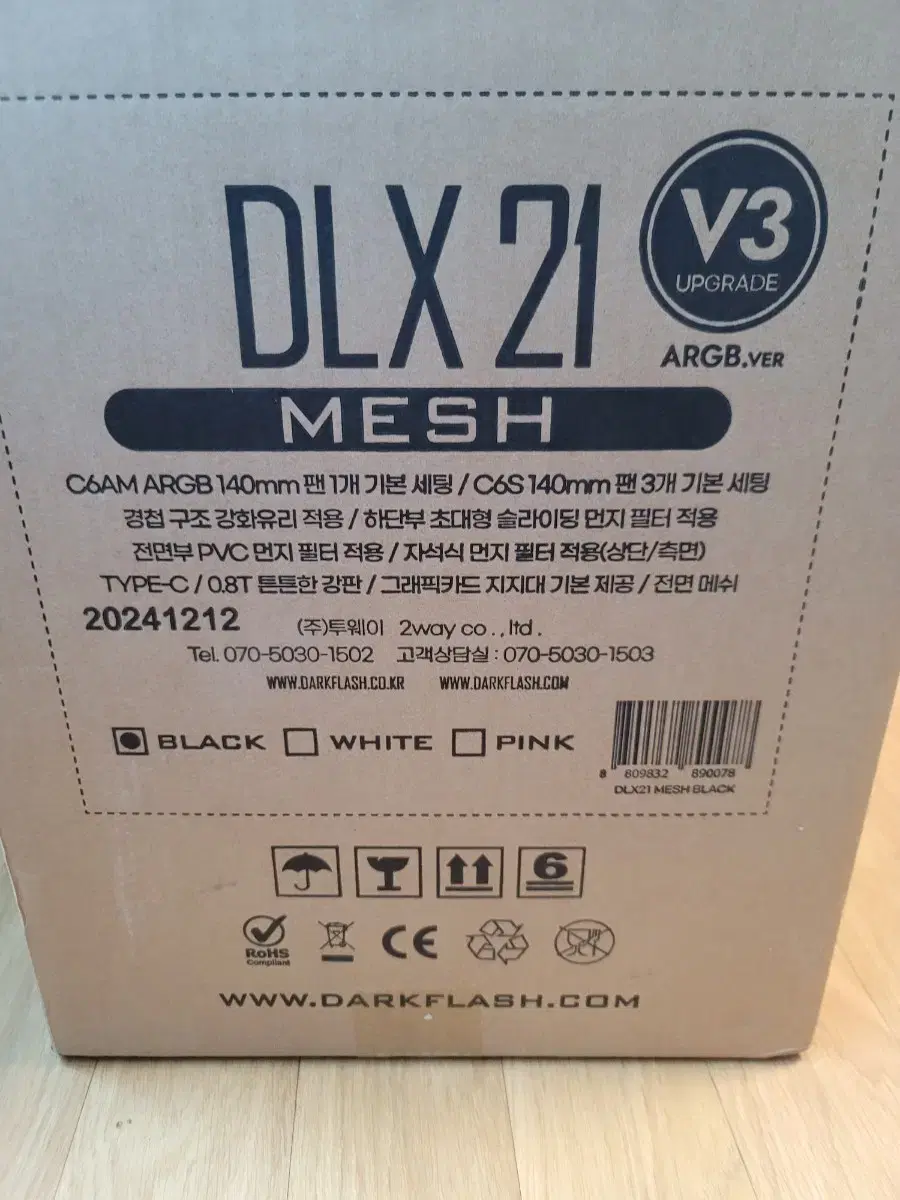 DLX 21
V3
UPGRADE
ARGB.VER
MESH
C6AM ARGB 140mm 팬 1개 기본 세팅 / C6S 140mm 팬 3개 기본 세팅
경첩 구조 강화유리 적용 / 하단부 초대형 슬라이딩 먼지 필터 적용
전면부 PVC 먼지 필터 적용 / 자석식 먼지 필터 적용(상단/측면)
TYPE-C / 0.8T 튼튼한 강판 / 그래픽카드 지지대 기본 제공 / 전면 메쉬
20241212 (주)투웨이 2way co.,ltd.
Tel. 070-5030-1502 고객상담실 : 070-5030-1503
WWW.DARKFLASH.CO.KR WWW.DARKFLASH.COM
BLACK WHITE PINK
8 809832 890078
DLX21 MESH BLACK
6
RoHS
Compliant
CE
WWW.DARKFLASH.COM